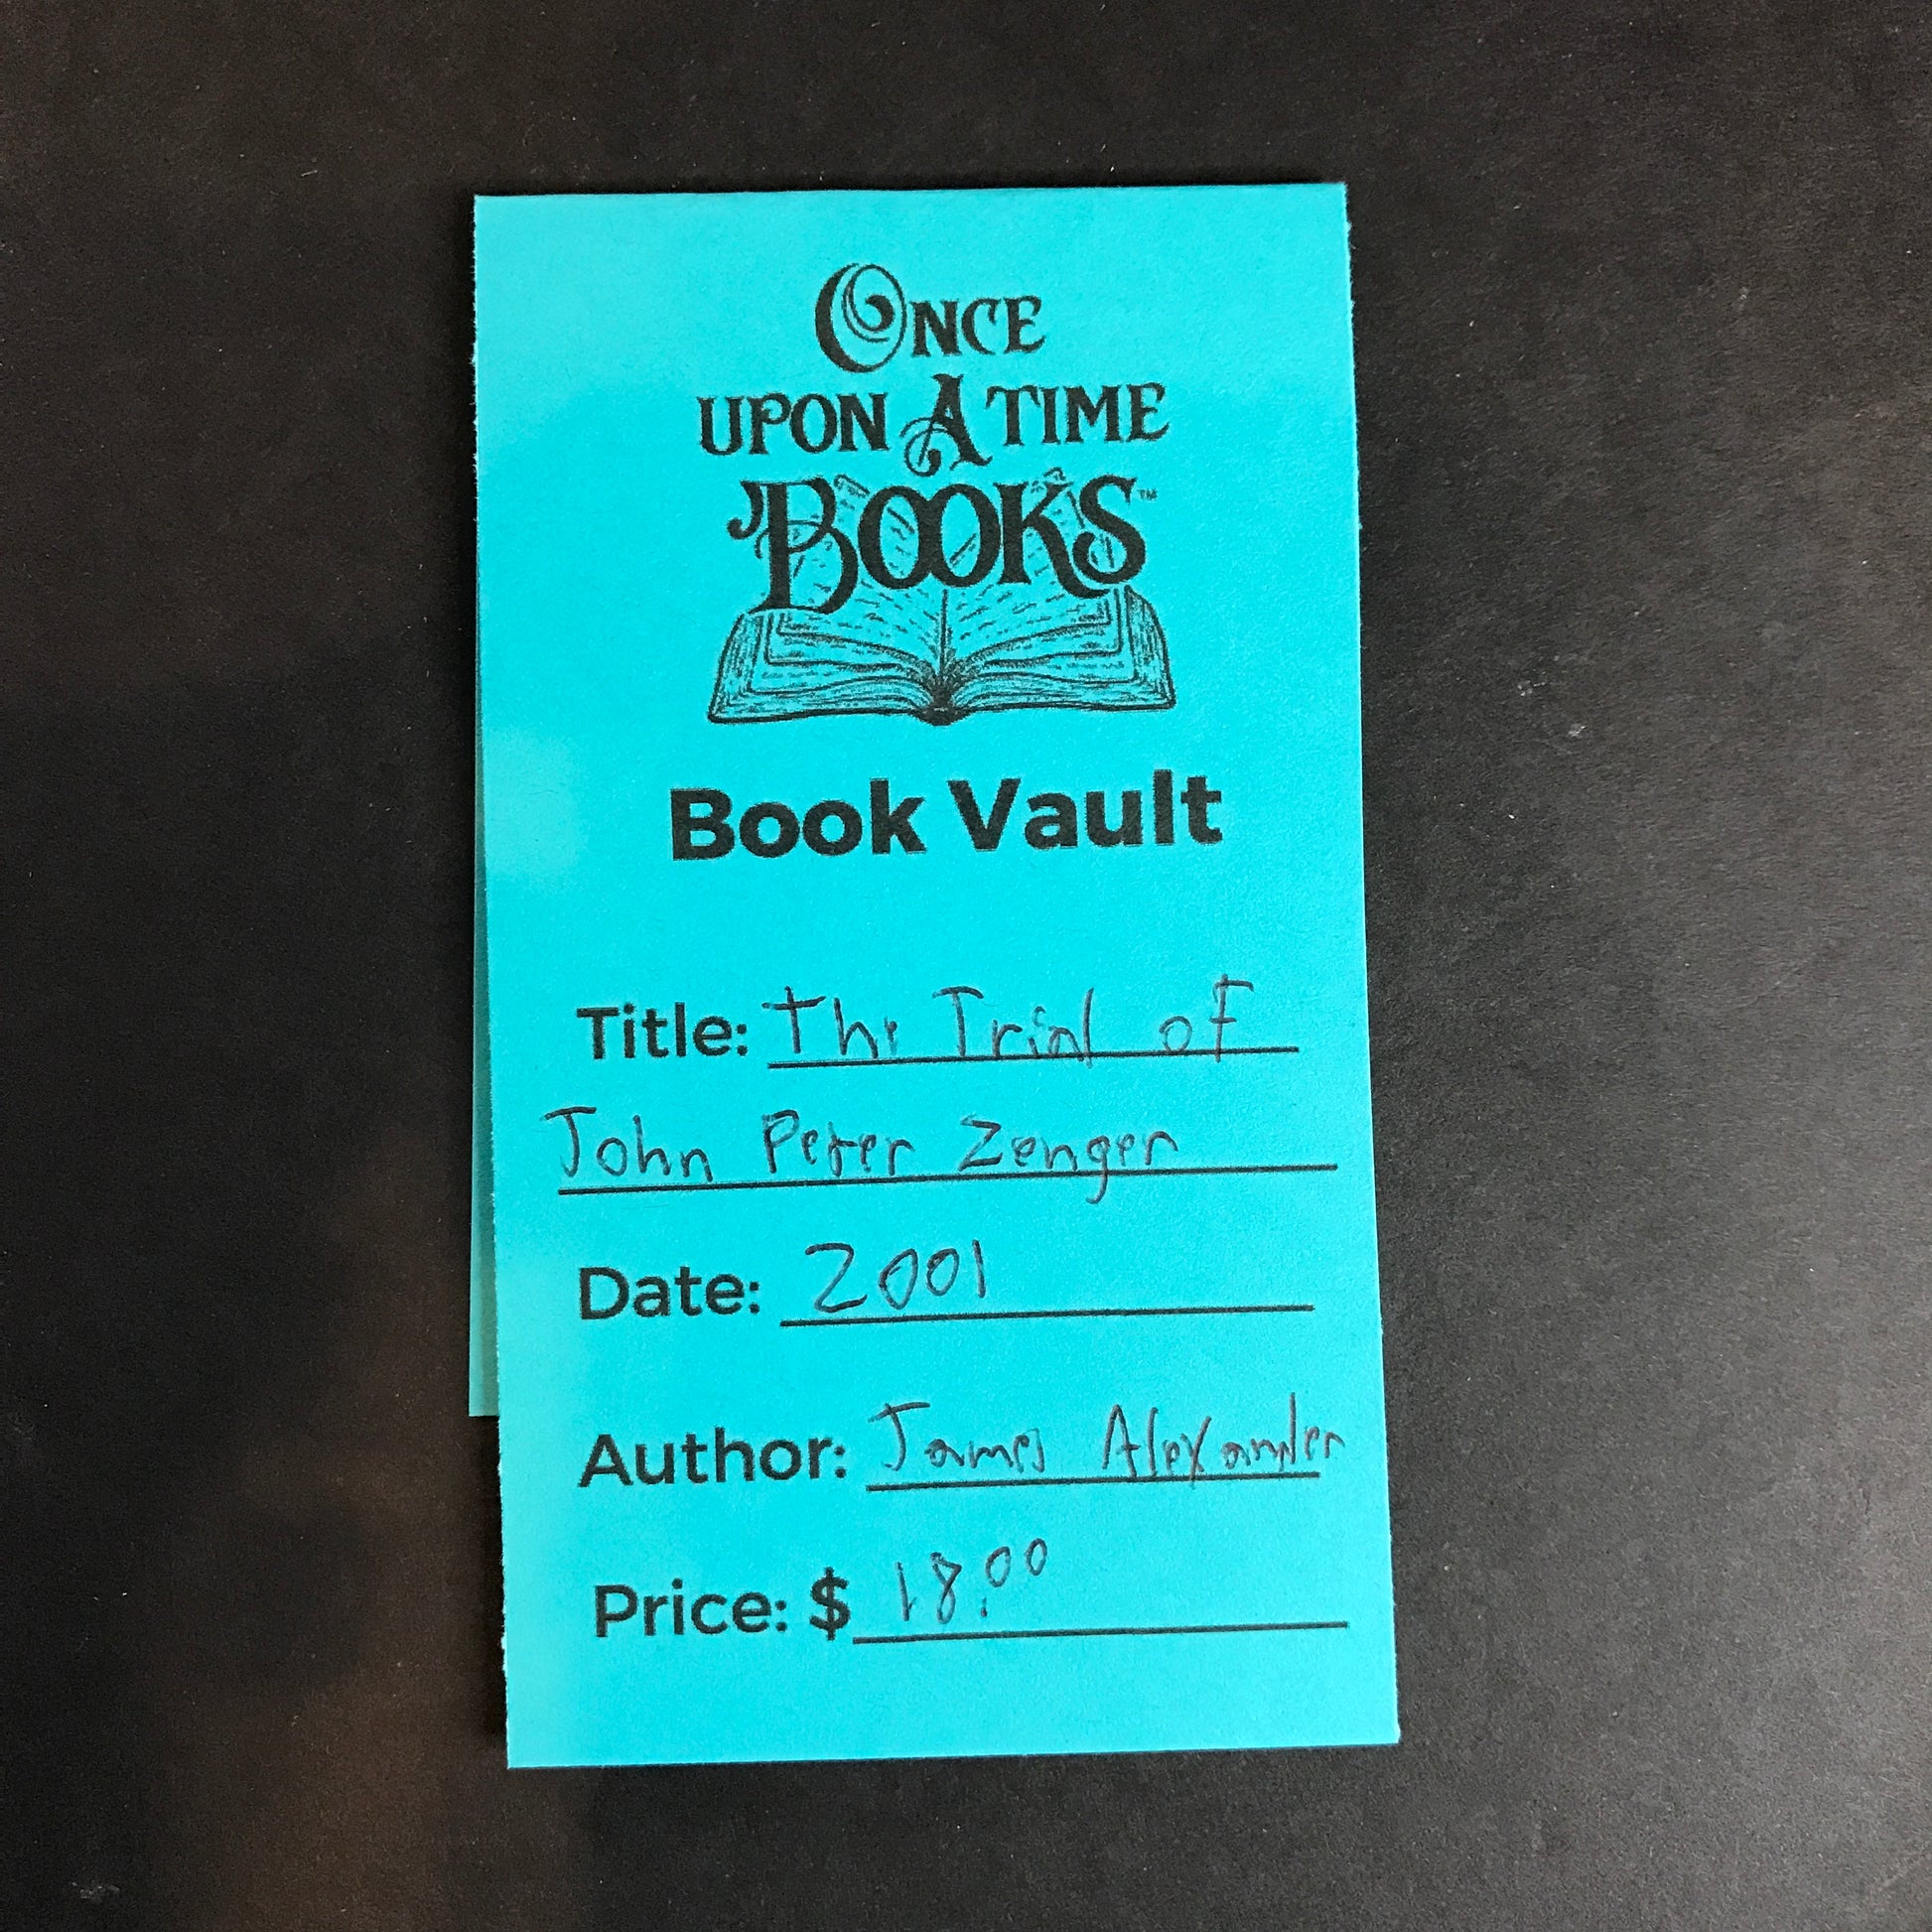 ONCE
UPON A TIME
BOOKS™
Book Vault
Title: The Trial of
John Peter Zenger
Date: 2001
Author: James Alexander
Price: $ 18.00